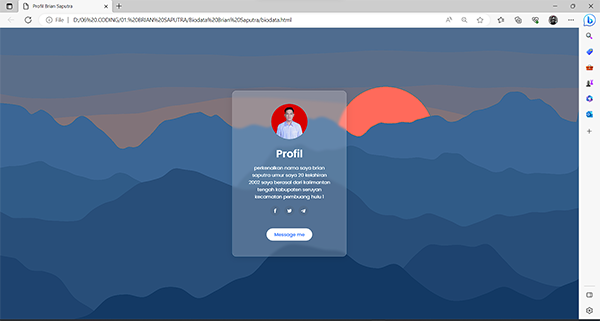 Profil Brian Saputra
File
D:/06%20.CODING/01.%20BRIAN%20SAPUTRA/Biodata%20Brian%20Saputra/biodata.html
Profil
perkenalkan nama saya brian
saputra umur saya 20 kelahiran
2002 saya berasal dari kalimantan
tengah kabupaten seruyan
kecamatan pembuang hulu 1
Message me